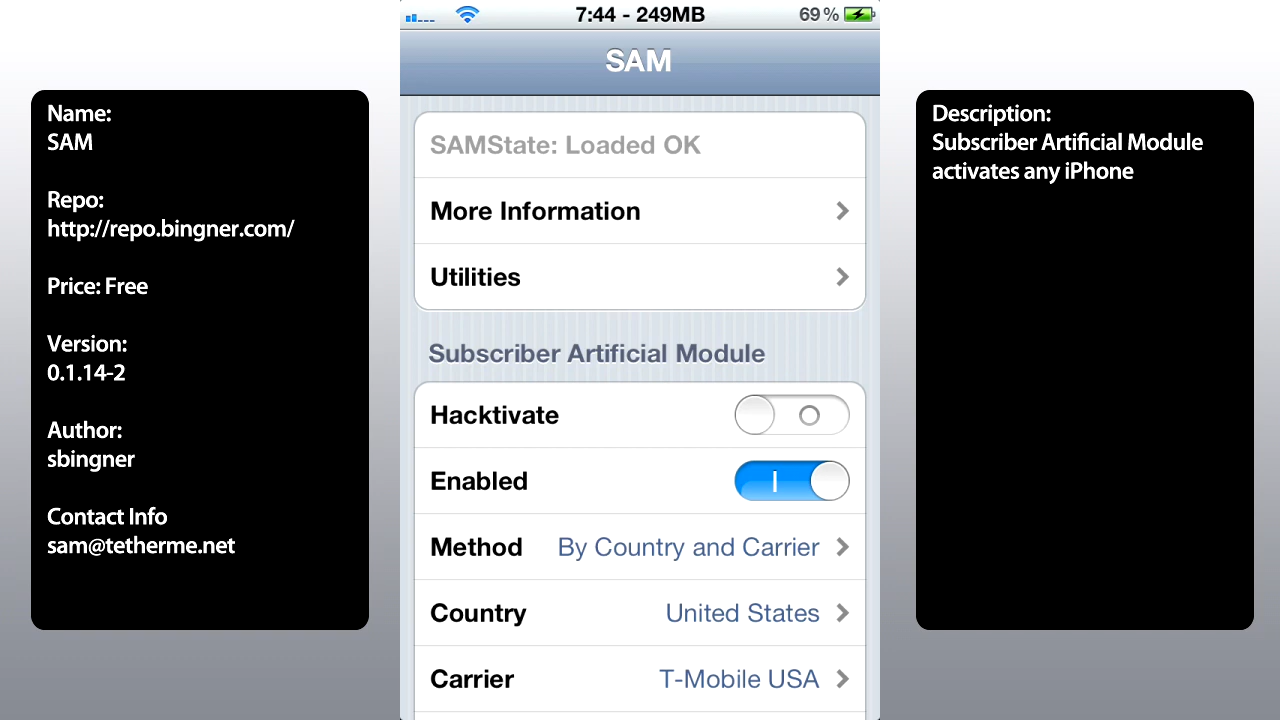 Name:
SAM
Repo:
http://repo.bingner.com/
Price: Free
Version:
0.1.14-2
Author:
sbingner
Contact Info
sam@tetherme.net
7:44 - 249MB
69%
SAM
SAMState: Loaded OK
More Information
Utilities
Subscriber Artificial Module
Hacktivate
Enabled
Method By Country and Carrier
Country United States
Carrier T-Mobile USA
Description:
Subscriber Artificial Module
activates any iPhone